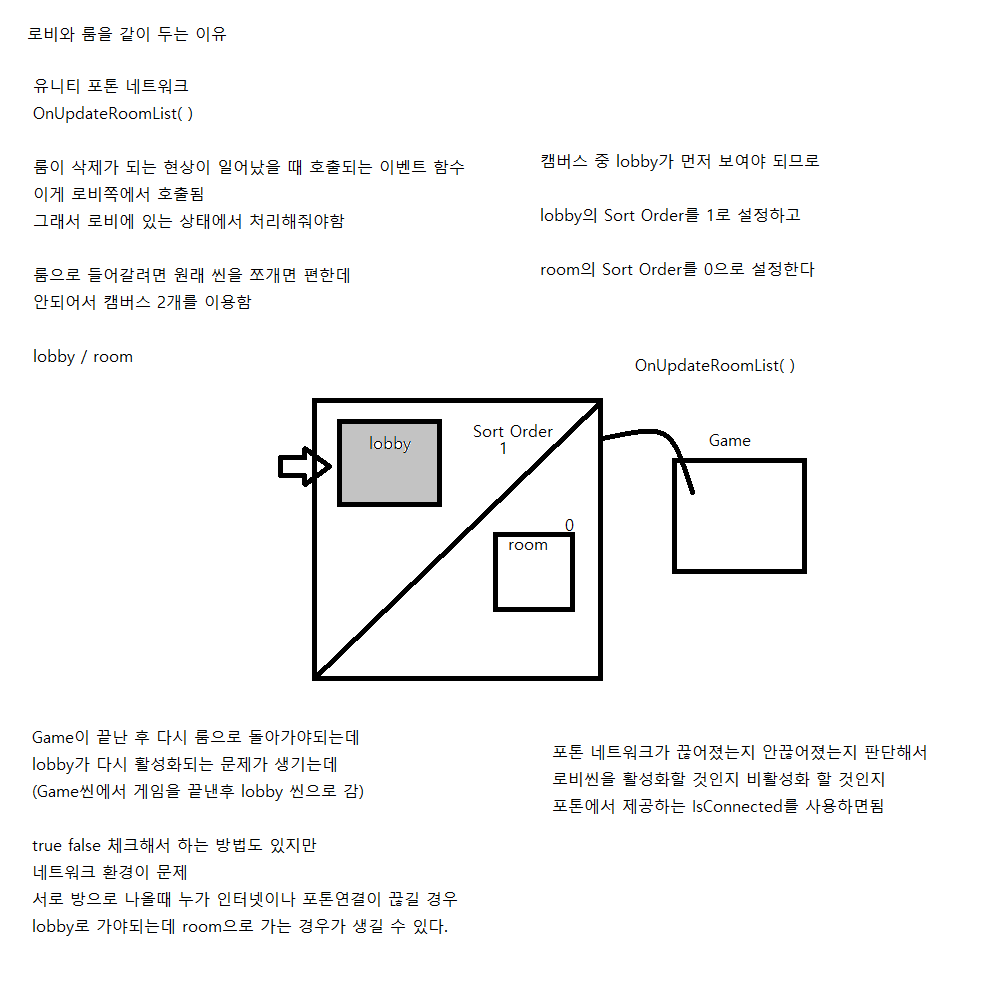 로비와 룸을 같이 두는 이유
유니티 포톤 네트워크
OnUpdateRoomList( )
룸이 삭제가 되는 현상이 일어났을 때 호출되는 이벤트 함수
이게 로비쪽에서 호출됨
그래서 로비에 있는 상태에서 처리해줘야함
룸으로 들어갈려면 원래 씬을 쪼개면 편한데
안되어서 캠버스 2개를 이용함
lobby / room
캠버스 중 lobby가 먼저 보여야 되므로
lobby의 Sort Order를 1로 설정하고
room의 Sort Order를 0으로 설정한다
OnUpdateRoomList( )
lobby
Sort Order
1
Game
0
room
Game이 끝난 후 다시 룸으로 돌아가야되는데
lobby가 다시 활성화되는 문제가 생기는데
(Game씬에서 게임을 끝낸후 lobby 씬으로 감)
true false 체크해서 하는 방법도 있지만
네트워크 환경이 문제
서로 방으로 나올때 누가 인터넷이나 포톤연결이 끊길 경우
lobby로 가야되는데 room으로 가는 경우가 생길 수 있다.
포톤 네트워크가 끊어졌는지 안끊어졌는지 판단해서
로비씬을 활성화할 것인지 비활성화 할 것인지
포톤에서 제공하는 IsConnected를 사용하면됨